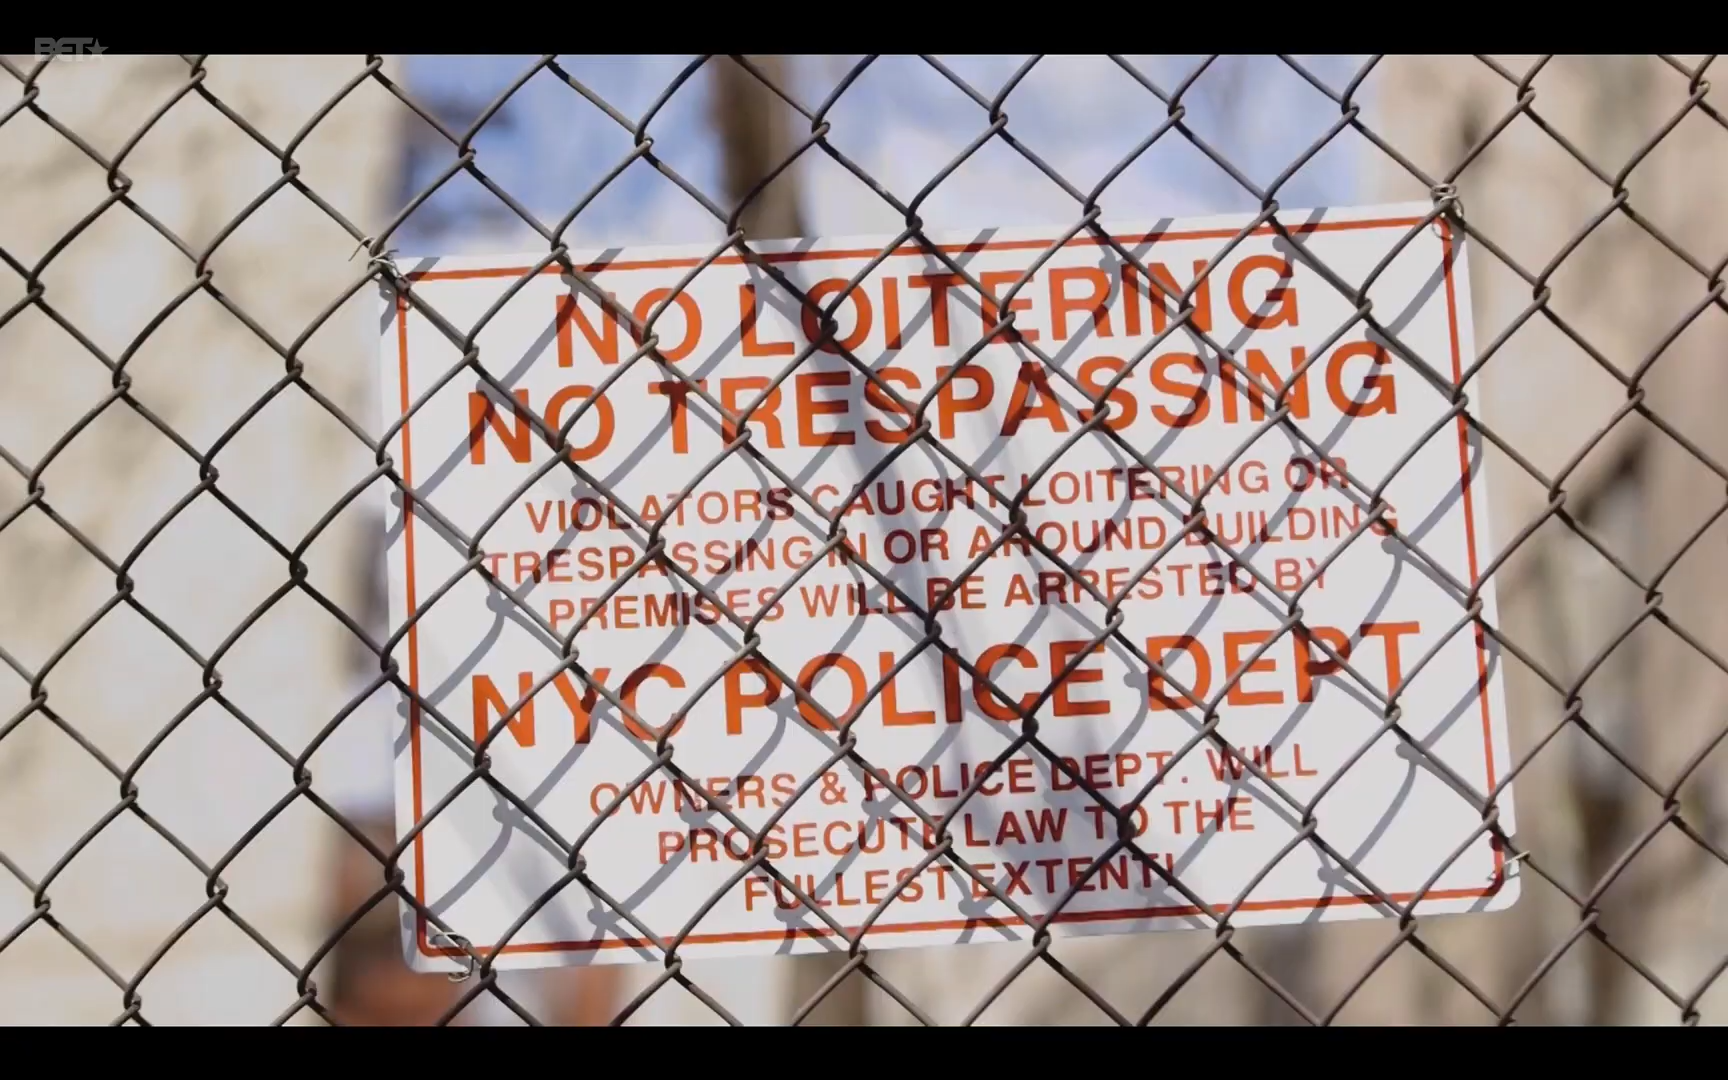 BET★
NO LOITERING
NO TRESPASSING
VIOLATORS CAUGHT LOITERING OR
TRESPASSING IN OR AROUND BUILDING
PREMISES WILL BE ARRESTED BY
NYC POLICE DEPT
OWNERS & POLICE DEPT. WILL
PROSECUTE LAW TO THE
FULLEST EXTENT!